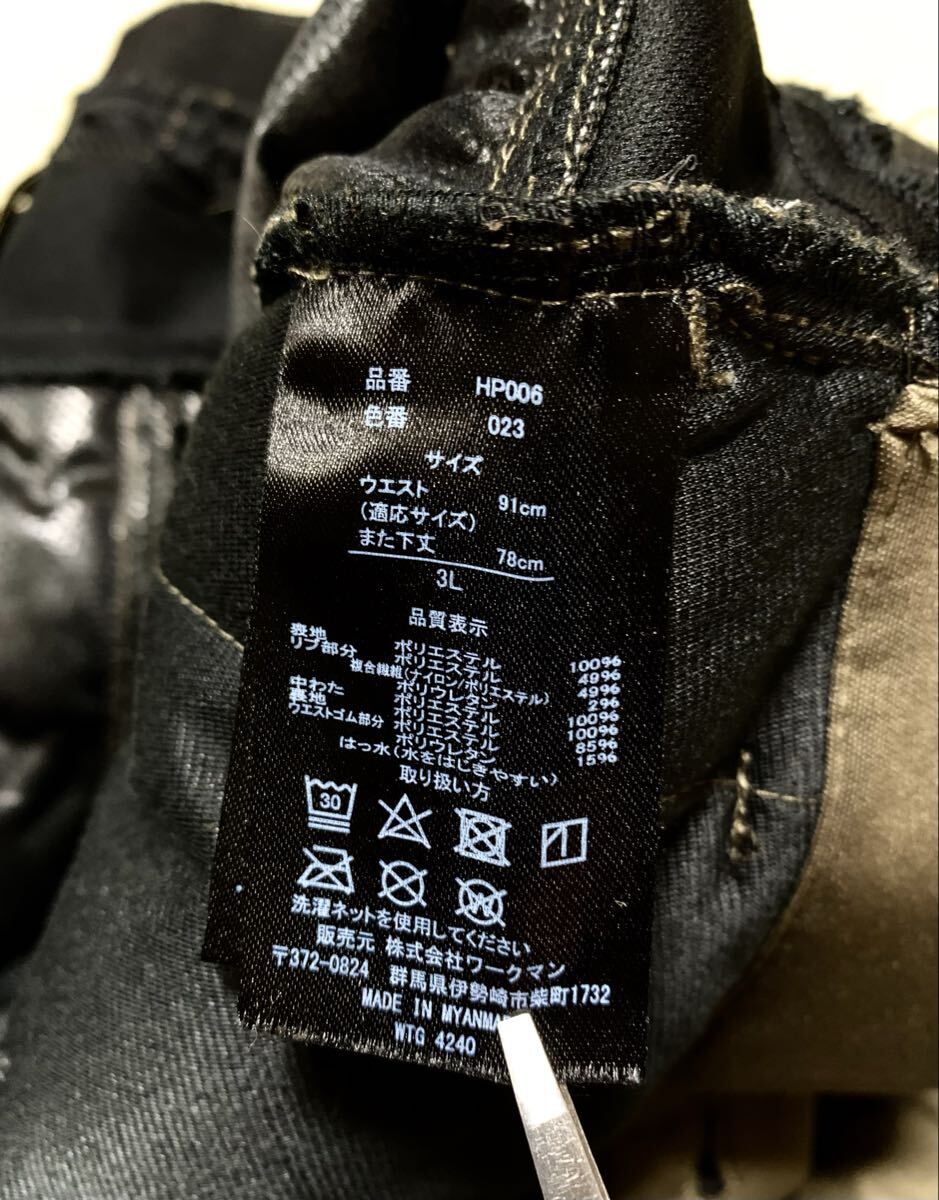 品番 HP006
色番 023
サイズ
ウエスト 91cm
(適応サイズ)
また下丈 78cm
3L
品質表示
表地 ポリエステル 100%
リブ部分 ポリエステル 49%
複合繊維(ナイロン/ポリエステル) 49%
ポリウレタン 2%
中わた ポリエステル 100%
裏地 ポリエステル 100%
ウエストゴム部分 ポリエステル 85%
ポリウレタン 15%
はっ水(水をはじきやすい)
取り扱い方
30
W
洗濯ネットを使用してください
販売元 株式会社ワークマン
〒372-0824 群馬県伊勢崎市柴町1732
MADE IN MYANMA
WTG 4240